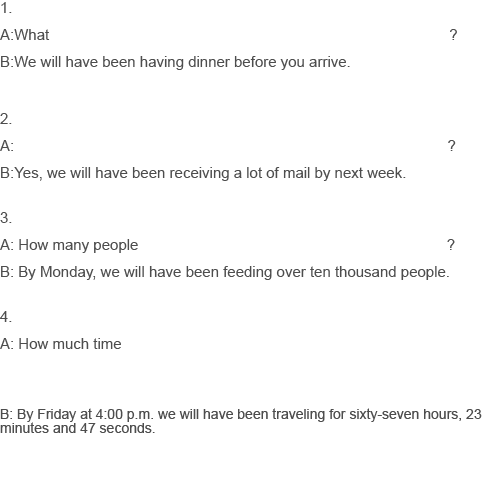 1.
A:What ?
B:We will have been having dinner before you arrive.
2.
A: ?
B:Yes, we will have been receiving a lot of mail by next week.
3.
A: How many people ?
B: By Monday, we will have been feeding over ten thousand people.
4.
A: How much time
B: By Friday at 4:00 p.m. we will have been traveling for sixty-seven hours, 23
minutes and 47 seconds.